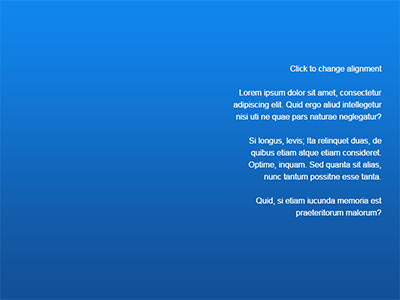 Click to change alignment
Lorem ipsum dolor sit amet, consectetur
adipiscing elit. Quid ergo aliud intellegetur
nisi uti ne quae pars naturae neglegatur?
Si longus, levis; Ita relinquet duas, de
quibus etiam atque etiam consideret.
Optime, inquam. Sed quanta sit alias,
nunc tantum possitne esse tanta.
Quid, si etiam iucunda memoria est
praeteritorum malorum?